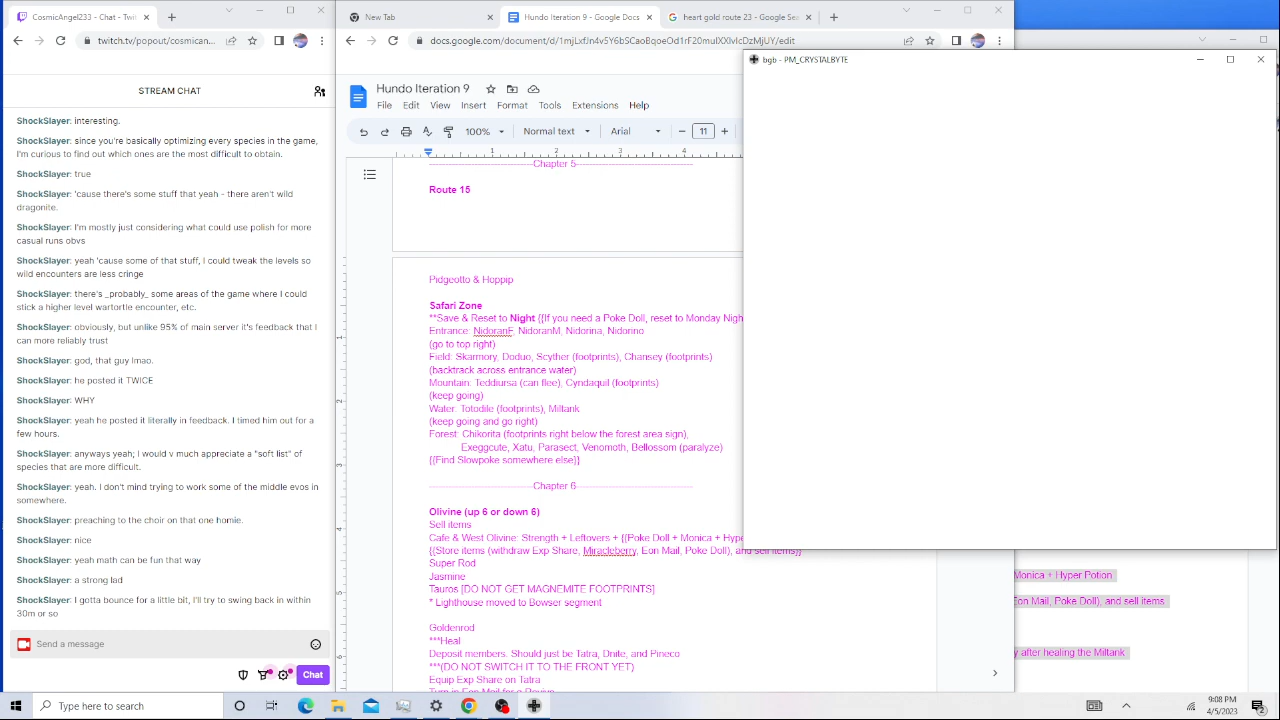 CosmicAngel233 - Chat - Twit
twitch.tv/popout/cosmican...
STREAM CHAT
ShockSlayer: interesting.
ShockSlayer: since you're basically optimizing every species in the game,
I'm curious to find out which ones are the most difficult to obtain.
ShockSlayer: true
ShockSlayer: 'cause there's some stuff that yeah - there aren't wild
dragonite.
ShockSlayer: I'm mostly just considering what could use polish for more
casual runs obvs
ShockSlayer: yeah 'cause some of that stuff, I could tweak the levels so
wild encounters are less cringe
ShockSlayer: there's _probably_ some areas of the game where I could
stick a higher level wartortle encounter, etc.
ShockSlayer: obviously, but unlike 95% of main server it's feedback that I
can more reliably trust
ShockSlayer: god, that guy lmao.
ShockSlayer: he posted it TWICE
ShockSlayer: WHY
ShockSlayer: yeah he posted it literally in feedback. I timed him out for a
few hours.
ShockSlayer: anyways yeah; I would v much appreciate a "soft list" of
species that are more difficult.
ShockSlayer: yeah. I don't mind trying to work some of the middle evos in
somewhere.
ShockSlayer: preaching to the choir on that one homie.
ShockSlayer: nice
ShockSlayer: yeah math can be fun that way
ShockSlayer: a strong lad
ShockSlayer: I gotta bounce for a little bit, I'll try to swing back in within
30m or so
Send a message
Chat
New Tab
Hundo Iteration 9 - Google Docs
heart gold route 23 - Google Sea
docs.google.com/document/d/1mjLxfJn4v5Y6bSCaoBqoeOd1rF20mulXXlvIcDzMjUY/edit
Hundo Iteration 9
File Edit View Insert Format Tools Extensions Help
100% Normal text Arial 11
1 2 3 4
Chapter 5
Route 15
Pidgeotto & Hoppip
Safari Zone
**Save & Reset to Night {{If you need a Poke Doll, reset to Monday Nigh
Entrance: NidoranF, NidoranM, Nidorina, Nidorino
(go to top right)
Field: Skarmory, Doduo, Scyther (footprints), Chansey (footprints)
(backtrack across entrance water)
Mountain: Teddiursa (can flee), Cyndaquil (footprints)
(keep going)
Water: Totodile (footprints), Miltank
(keep going and go right)
Forest: Chikorita (footprints right below the forest area sign),
Exeggcute, Xatu, Parasect, Venomoth, Bellossom (paralyze)
{{Find Slowpoke somewhere else]}
Chapter 6
Olivine (up 6 or down 6)
Sell items
Cafe & West Olivine: Strength + Leftovers + {{Poke Doll + Monica + Hype
{{Store items (withdraw Exp Share, Miracleberry, Eon Mail, Poke Doll), and sell items}}
Super Rod
Jasmine
Tauros [DO NOT GET MAGNEMITE FOOTPRINTS]
* Lighthouse moved to Bowser segment
Goldenrod
***Heal
Deposit members. Should just be Tatra, Dnite, and Pineco
***(DO NOT SWITCH IT TO THE FRONT YET)
Equip Exp Share on Tatra
Turn in Eon Mail for a Revive
bgb - PM_CRYSTALBYTE
Monica + Hyper Potion
Eon Mail, Poke Doll), and sell items
y after healing the Miltank
Type here to search
9:08 PM
4/5/2023
2